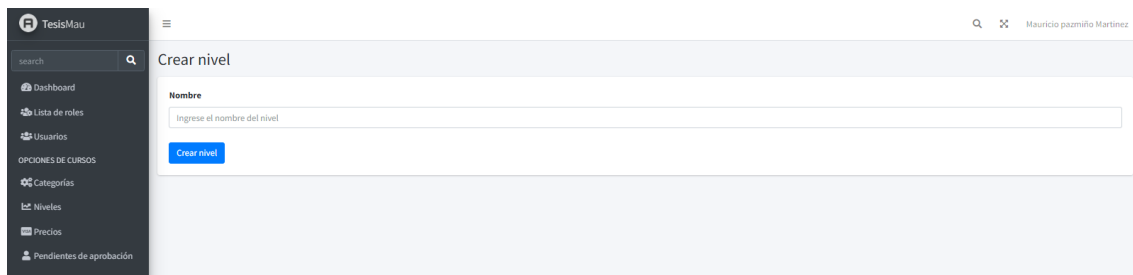 TesisMau
search
Dashboard
Lista de roles
Usuarios
OPCIONES DE CURSOS
Categorías
Niveles
Precios
Pendientes de aprobación
Mauricio pazmiño Martinez
Crear nivel
Nombre
Ingrese el nombre del nivel
Crear nivel